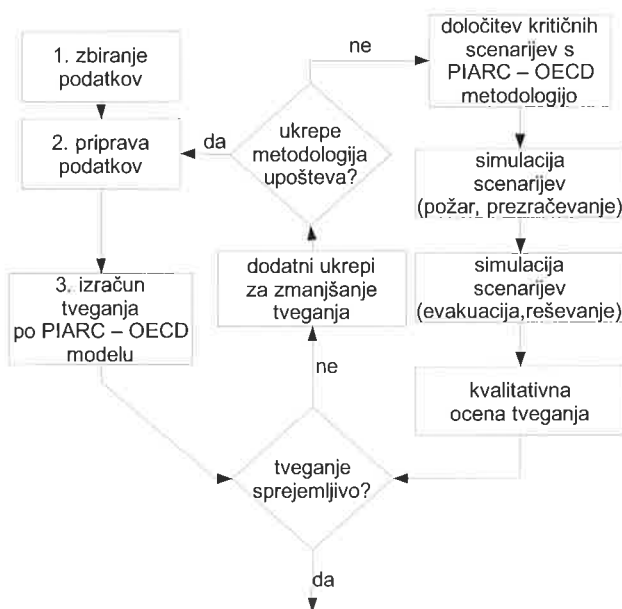 1. zbiranje
podatkov
2. priprava
podatkov
3. izračun
tveganja
po PIARC – OECD
modelu
da
ukrepe
metodologija
upošteva?
ne
dodatni ukrepi
za zmanjšanje
tveganja
ne
tveganje
sprejemljivo?
da
določitev kritičnih
scenarijev s
PIARC – OECD
metodologijo
simulacija
scenarijev
(požar, prezračevanje)
simulacija
scenarijev
(evakuacija,reševanje)
kvalitativna
ocena tveganja